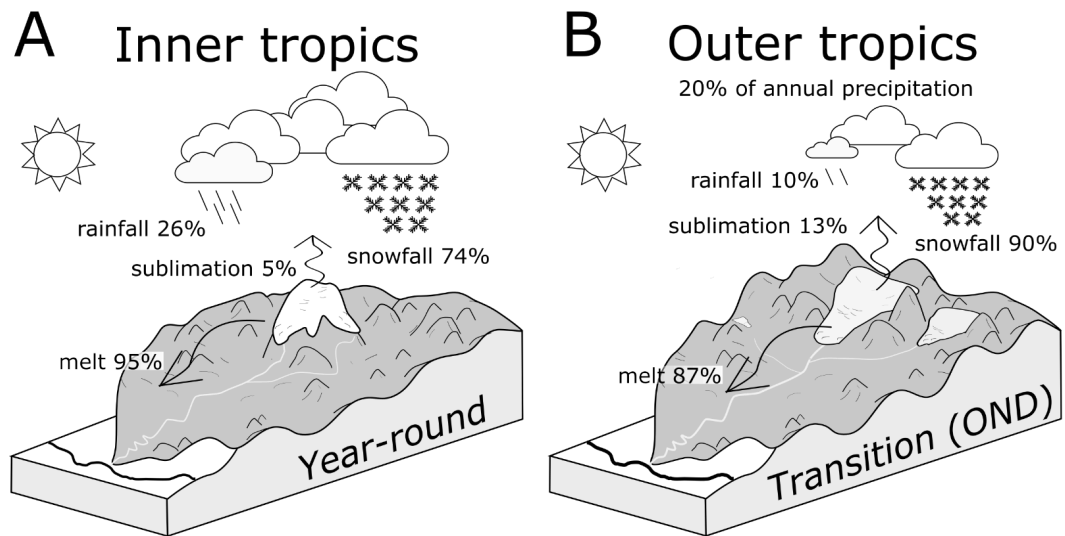 A
Inner tropics
rainfall 26%
snowfall 74%
sublimation 5%
melt 95%
Year-round
B
Outer tropics
20% of annual precipitation
rainfall 10%
sublimation 13%
snowfall 90%
melt 87%
Transition (OND)